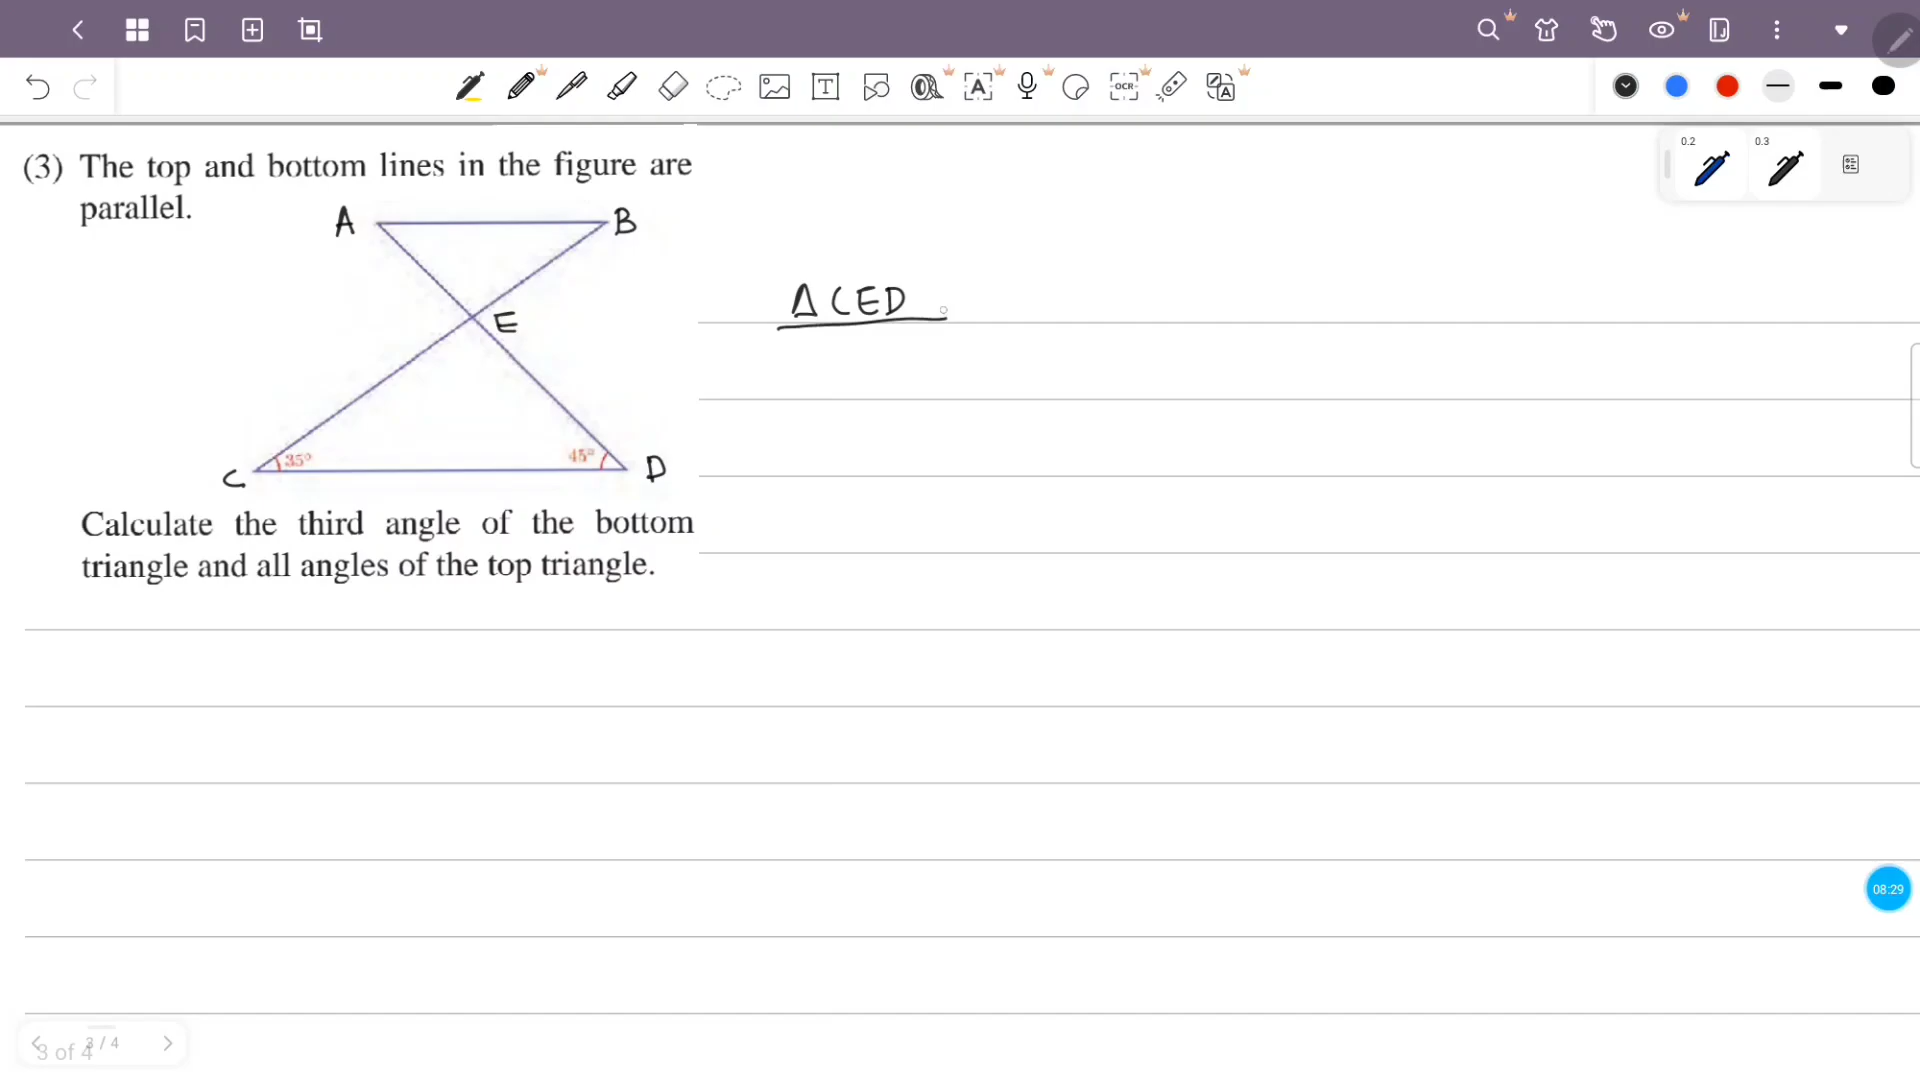 OCR
A
A
0.2
0.3
(3) The top and bottom lines in the figure are
parallel.
A
B
E
35°
45°
C
D
Calculate the third angle of the bottom
triangle and all angles of the top triangle.
Δ CED
08:29
3 / 4
3 of 4